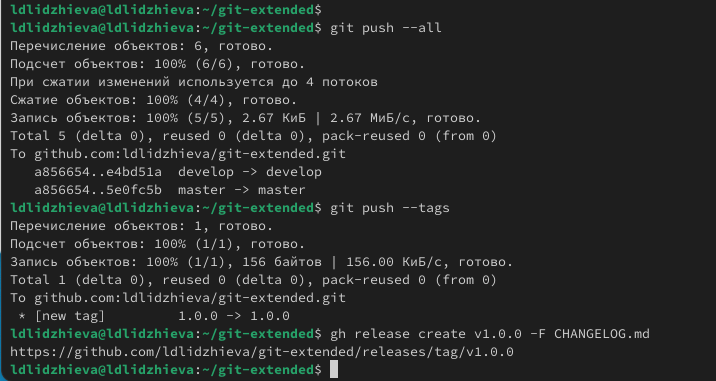 ldlidzhieva@ldlidzhieva:~/git-extended$
ldlidzhieva@ldlidzhieva:~/git-extended$ git push --all
Перечисление объектов: 6, готово.
Подсчет объектов: 100% (6/6), готово.
При сжатии изменений используется до 4 потоков
Сжатие объектов: 100% (4/4), готово.
Запись объектов: 100% (5/5), 2.67 КиБ | 2.67 МиБ/с, готово.
Total 5 (delta 0), reused 0 (delta 0), pack-reused 0 (from 0)
To github.com:ldlidzhieva/git-extended.git
   a856654..e4bd51a  develop -> develop
   a856654..5e0fc5b  master -> master
ldlidzhieva@ldlidzhieva:~/git-extended$ git push --tags
Перечисление объектов: 1, готово.
Подсчет объектов: 100% (1/1), готово.
Запись объектов: 100% (1/1), 156 байтов | 156.00 КиБ/с, готово.
Total 1 (delta 0), reused 0 (delta 0), pack-reused 0 (from 0)
To github.com:ldlidzhieva/git-extended.git
 * [new tag]         1.0.0 -> 1.0.0
ldlidzhieva@ldlidzhieva:~/git-extended$ gh release create v1.0.0 -F CHANGELOG.md
https://github.com/ldlidzhieva/git-extended/releases/tag/v1.0.0
ldlidzhieva@ldlidzhieva:~/git-extended$